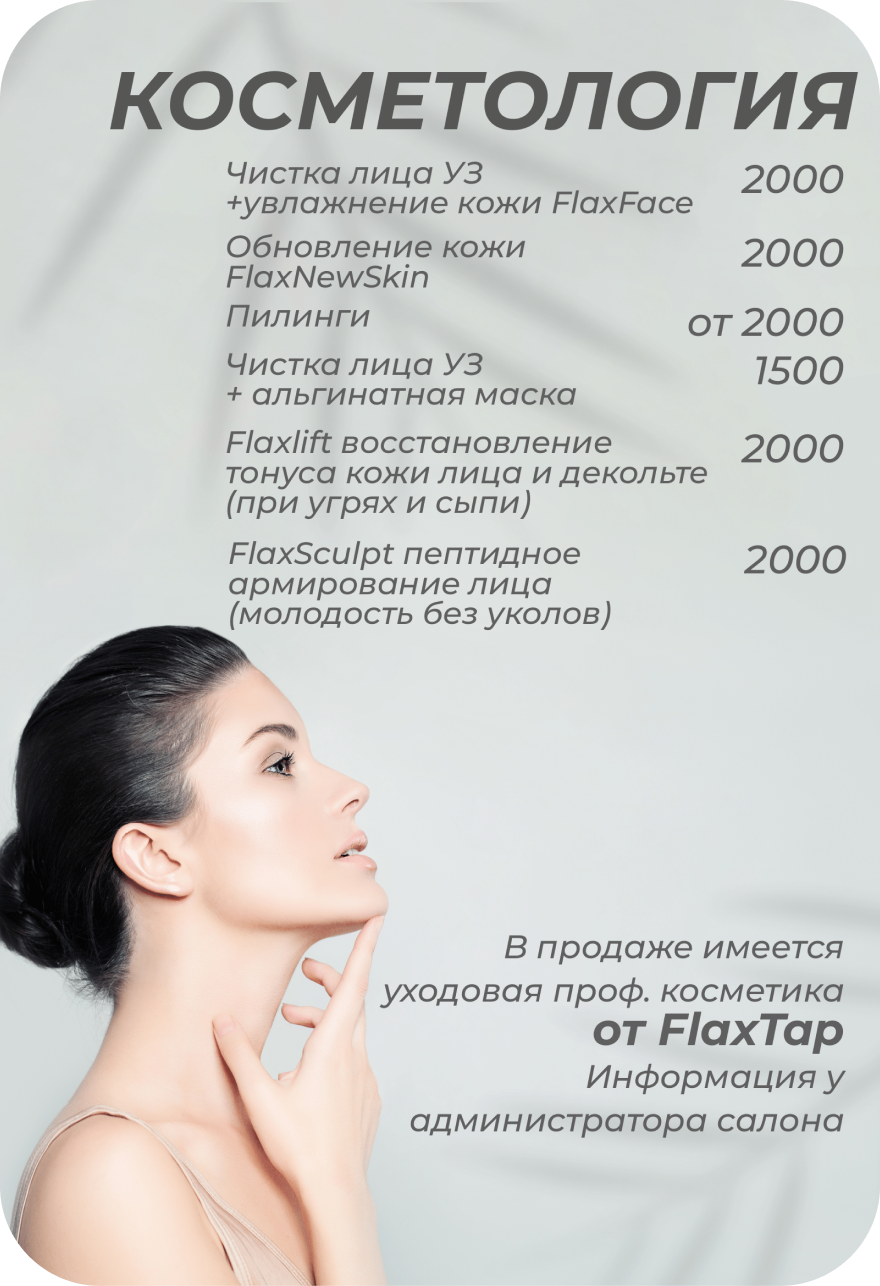 КОСМЕТОЛОГИЯ
Чистка лица УЗ
+увлажнение кожи FlaxFace 2000
Обновление кожи 2000
FlaxNewSkin
Пилинги от 2000
Чистка лица УЗ 1500
+ альгинатная маска
Flaxlift восстановление 2000
тонуса кожи лица и декольте
(при угрях и сыпи)
FlaxSculpt пептидное 2000
армирование лица
(молодость без уколов)
В продаже имеется
уходовая проф. косметика
от FlaxTap
Информация у
администратора салона